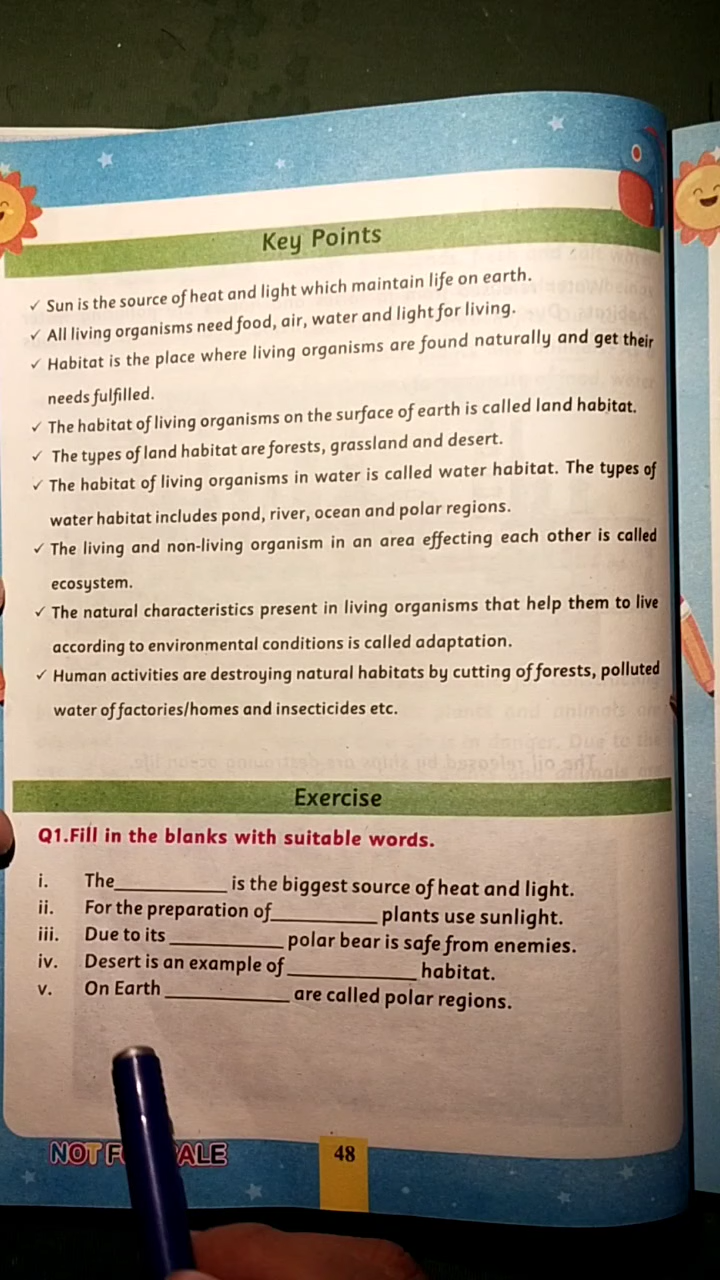 Key Points
✓ Sun is the source of heat and light which maintain life on earth.
✓ All living organisms need food, air, water and light for living.
✓ Habitat is the place where living organisms are found naturally and get their
needs fulfilled.
✓ The habitat of living organisms on the surface of earth is called land habitat.
✓ The types of land habitat are forests, grassland and desert.
✓ The habitat of living organisms in water is called water habitat. The types of
water habitat includes pond, river, ocean and polar regions.
✓ The living and non-living organism in an area effecting each other is called
ecosystem.
✓ The natural characteristics present in living organisms that help them to live
according to environmental conditions is called adaptation.
✓ Human activities are destroying natural habitats by cutting of forests, polluted
water of factories/homes and insecticides etc.
Exercise
Q1.Fill in the blanks with suitable words.
i. The__________ is the biggest source of heat and light.
ii. For the preparation of__________ plants use sunlight.
iii. Due to its __________ polar bear is safe from enemies.
iv. Desert is an example of ____________ habitat.
v. On Earth ___________ are called polar regions.
NOT F ALE
48